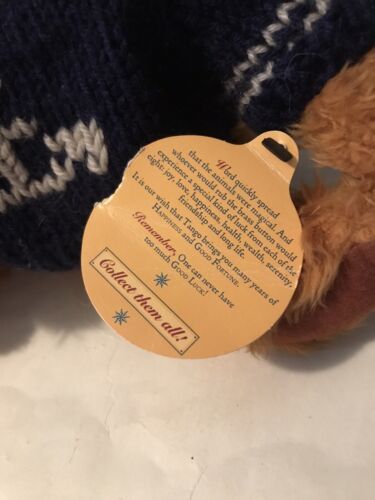 Word quickly spread
that the animals were magical. And
whoever would rub the brass button would
experience a special kind of luck from each of the
eight: joy, love, happiness, health, wealth, serenity,
friendship and long life.
It is our wish that Tango brings you many years of
HAPPINESS and GOOD FORTUNE.
Remember, One can never have
too much GOOD LUCK!
Collect them all!